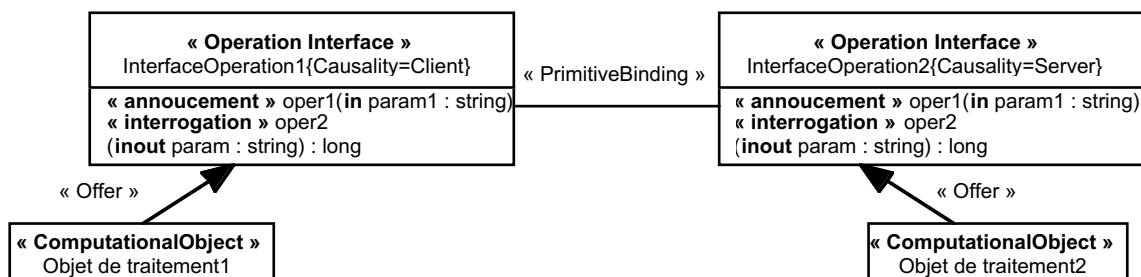 « Operation Interface »
InterfaceOperation1{Causality=Client}
« annoucement » oper1(in param1 : string)
« interrogation » oper2
(inout param : string) : long
« PrimitiveBinding »
« Operation Interface »
InterfaceOperation2{Causality=Server}
« annoucement » oper1(in param1 : string)
« interrogation » oper2
(inout param : string) : long
« Offer »
« Offer »
« ComputationalObject »
Objet de traitement1
« ComputationalObject »
Objet de traitement2